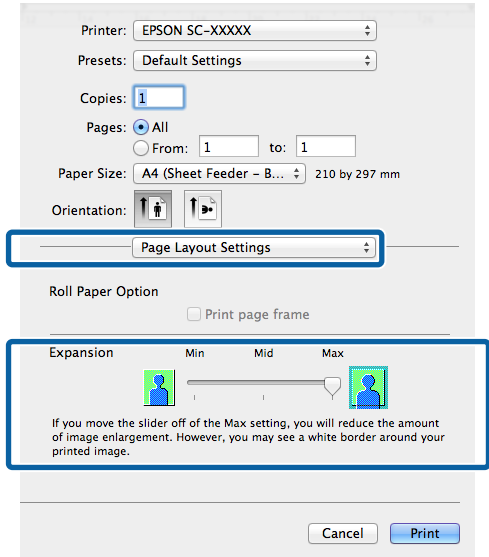 Printer: EPSON SC-XXXXX
Presets: Default Settings
Copies: 1
Pages: All
From: 1 to: 1
Paper Size: A4 (Sheet Feeder – B... 210 by 297 mm
Orientation:
Page Layout Settings
Roll Paper Option
Print page frame
Expansion Min Mid Max
If you move the slider off of the Max setting, you will reduce the amount
of image enlargement. However, you may see a white border around your
printed image.
Cancel Print